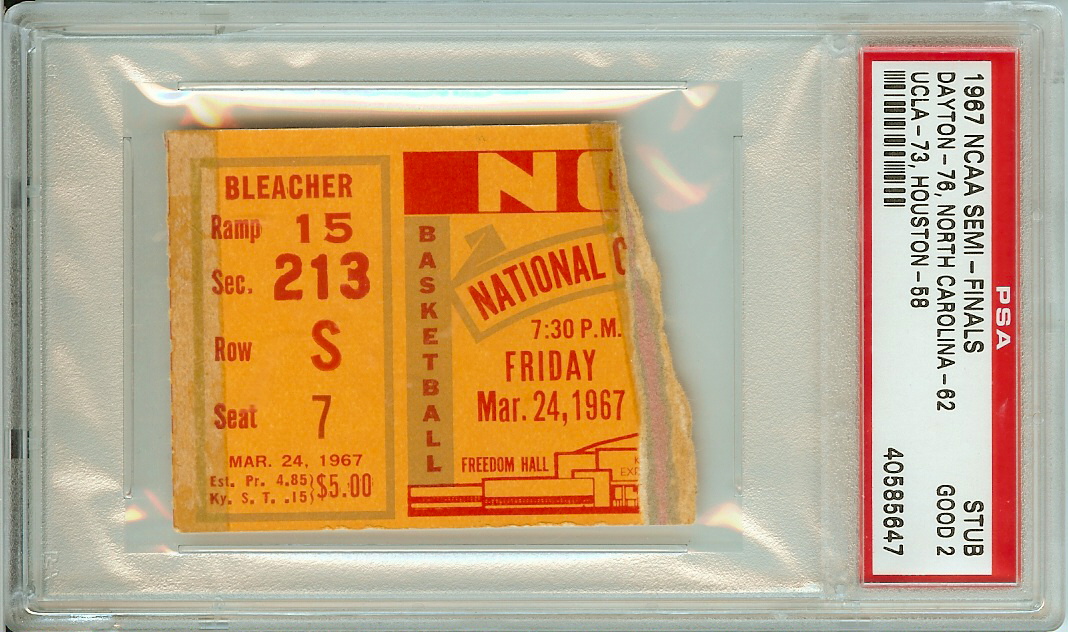 BLEACHER
Ramp 15
Sec. 213
Row S
Seat 7
MAR. 24, 1967
Est. Pr. 4.85
Ky. S. T. .15
$5.00
BASKETBALL
NATIONAL
7:30 P.M.
FRIDAY
Mar. 24, 1967
FREEDOM HALL
PSA
1967 NCAA SEMI-FINALS
DAYTON-76, NORTH CAROLINA-62
UCLA-73, HOUSTON-58
STUB
GOOD 2
40585647